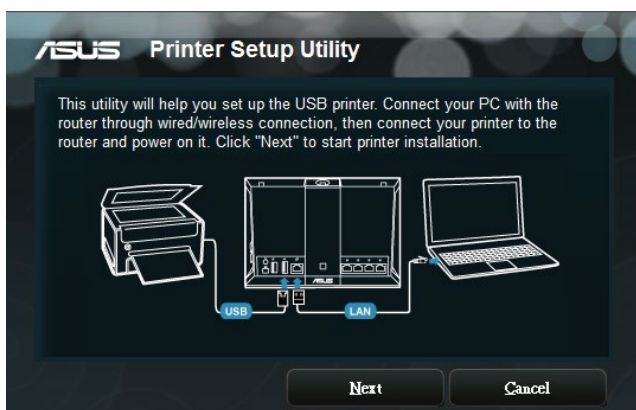 ASUS Printer Setup Utility
This utility will help you set up the USB printer. Connect your PC with the
router through wired/wireless connection, then connect your printer to the
router and power on it. Click "Next" to start printer installation.
ASUS
USB
LAN
Next
Cancel